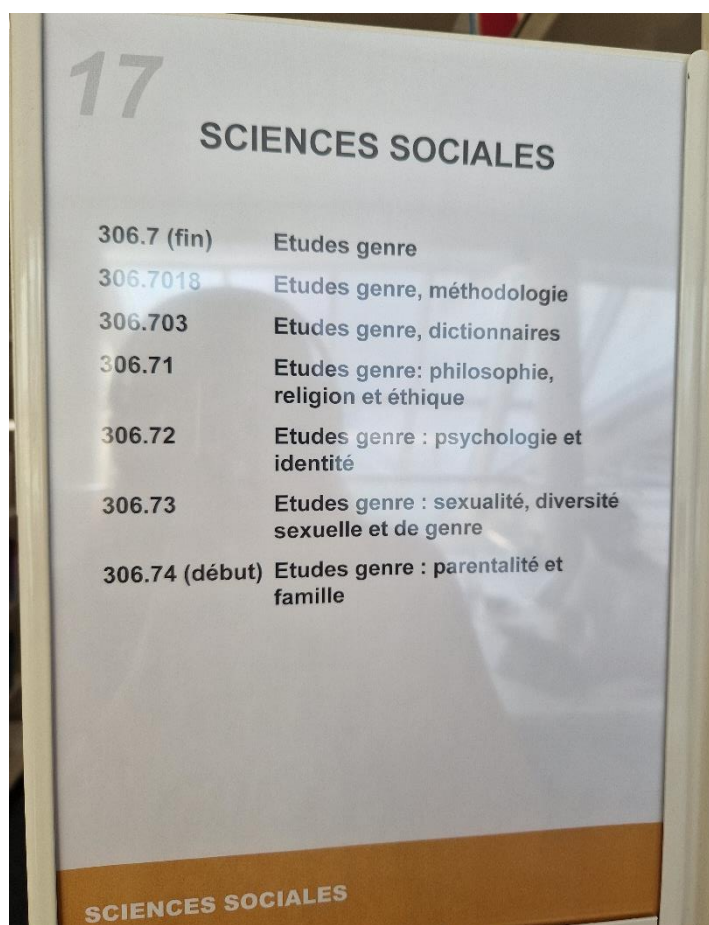 17
SCIENCES SOCIALES
306.7 (fin) Etudes genre
306.7018 Etudes genre, méthodologie
306.703 Etudes genre, dictionnaires
306.71 Etudes genre: philosophie,
religion et éthique
306.72 Etudes genre : psychologie et
identité
306.73 Etudes genre : sexualité, diversité
sexuelle et de genre
306.74 (début) Etudes genre : parentalité et
famille
SCIENCES SOCIALES